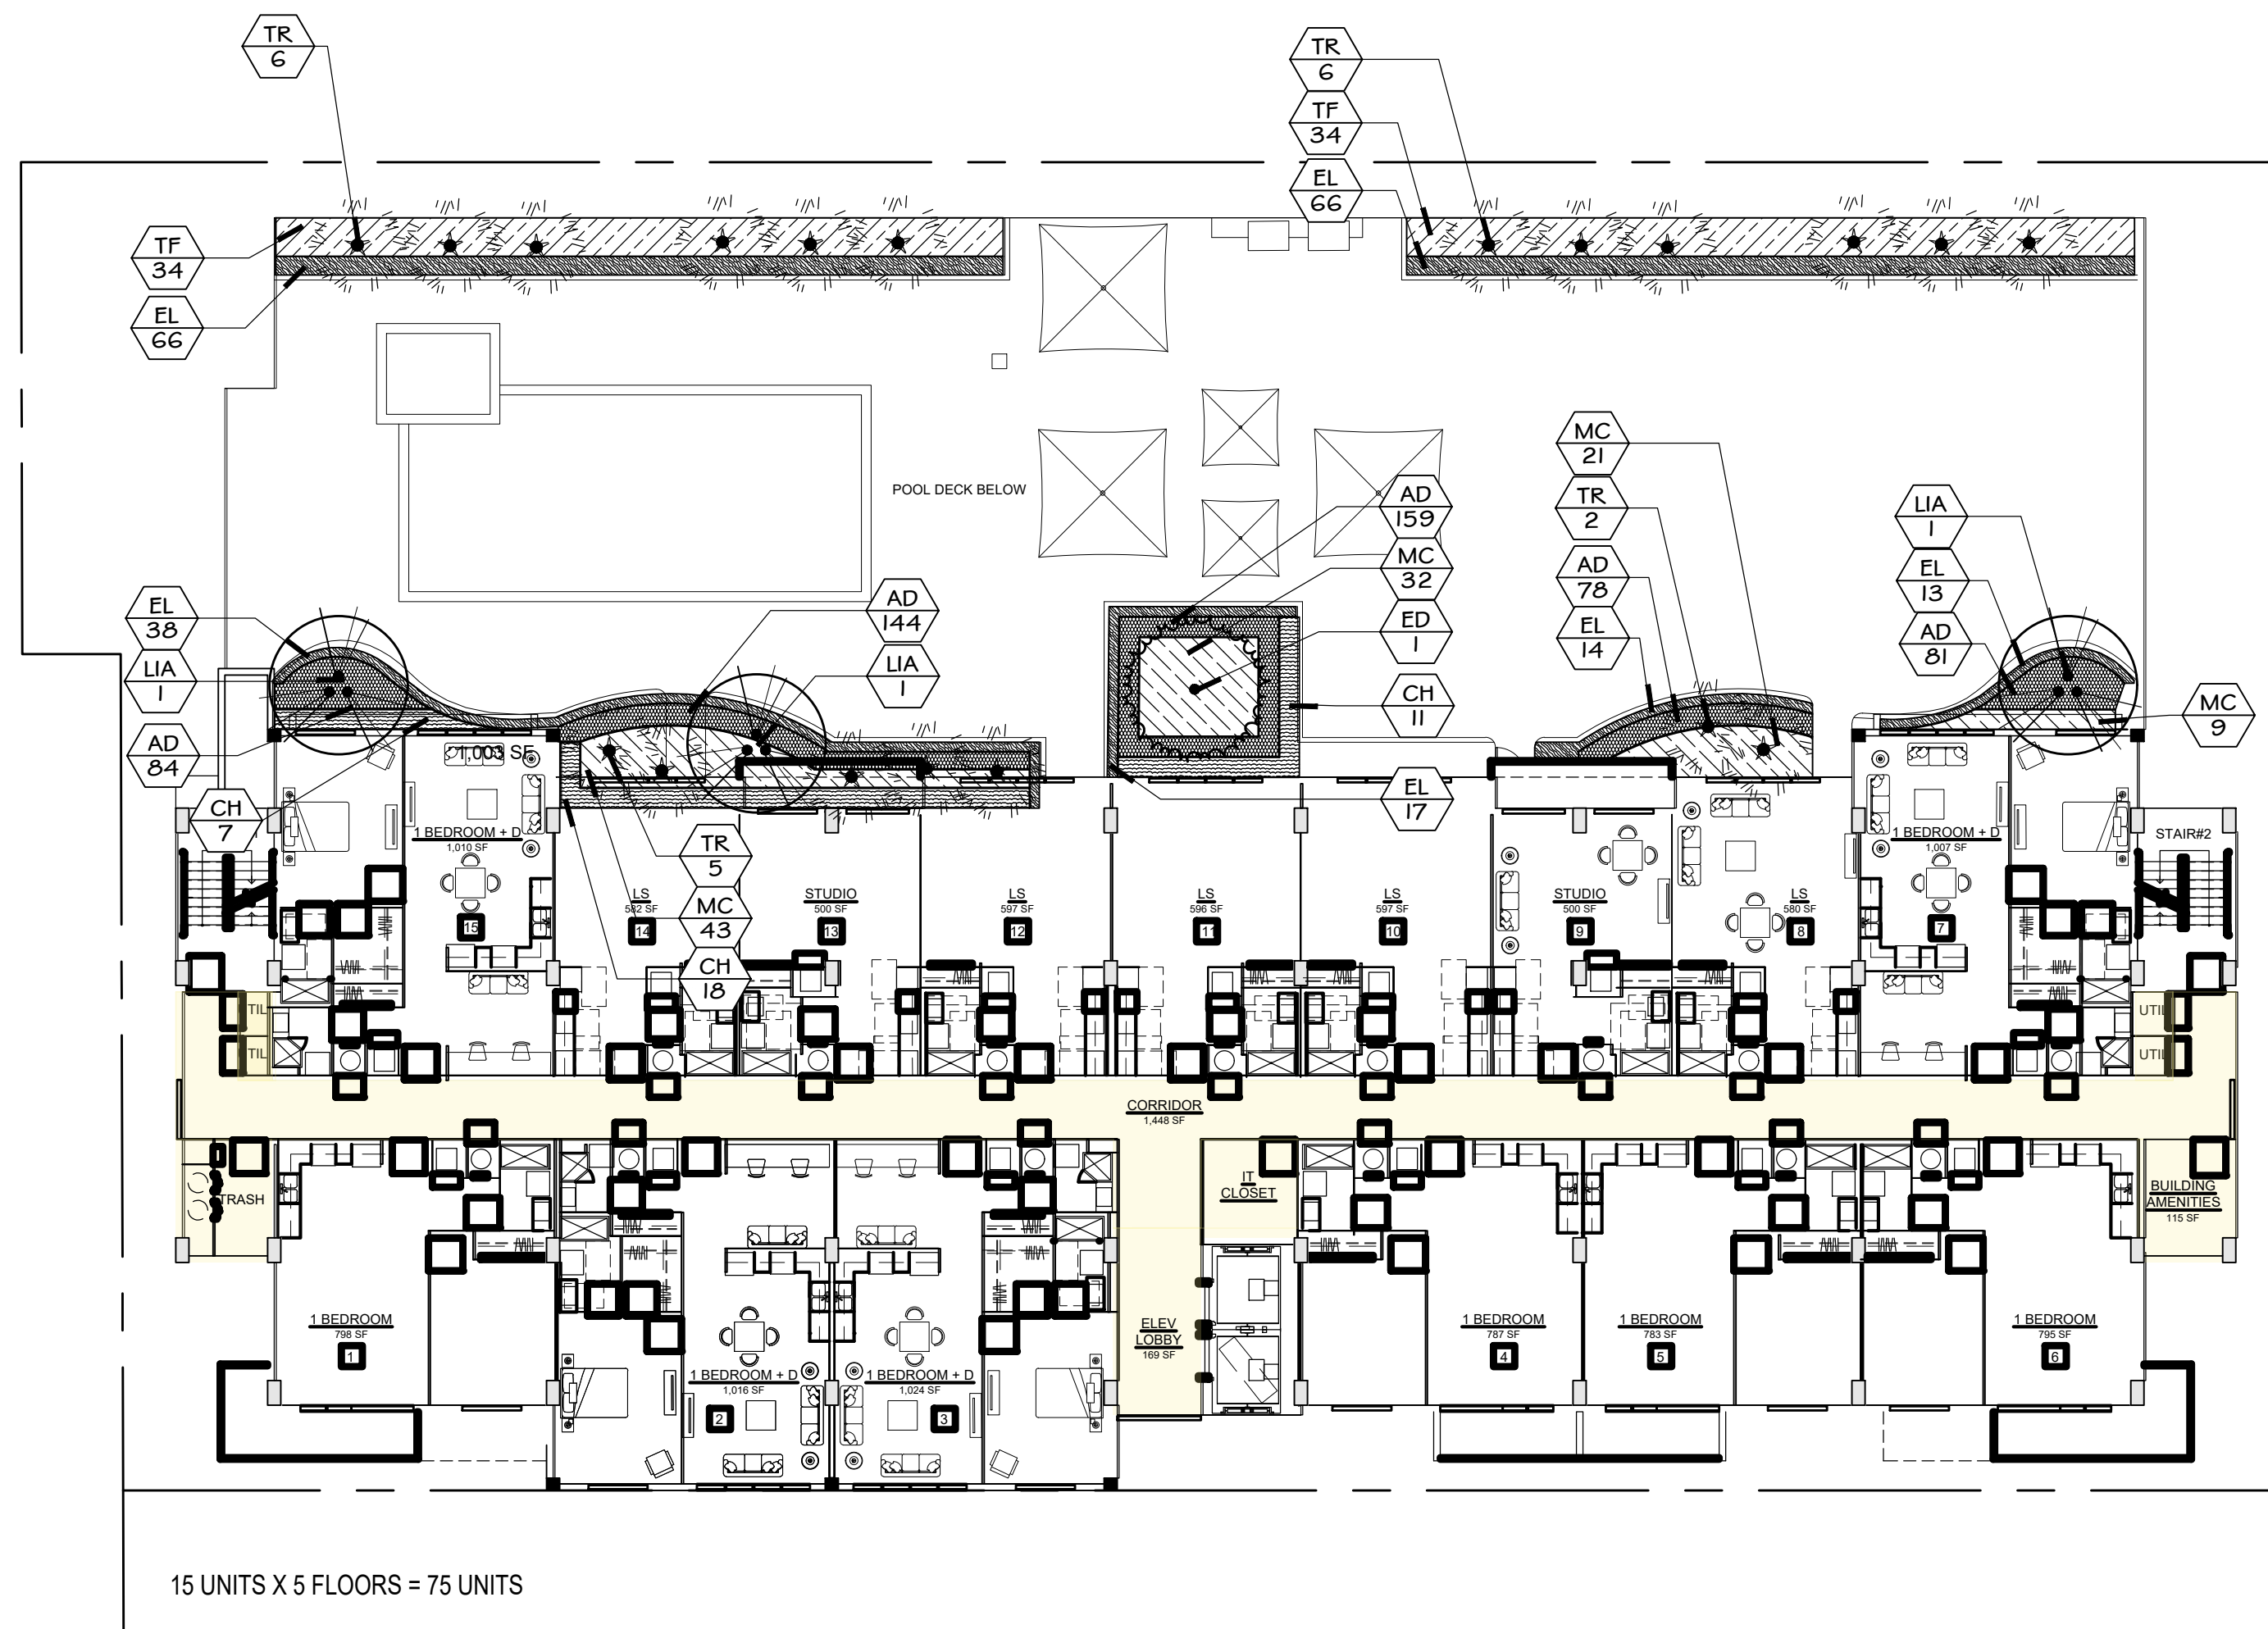 TR
6
TR
6
TF
34
EL
66
TF
34
EL
66
MC
21
TR
2
AD
78
EL
14
LIA
1
EL
13
AD
81
MC
9
POOL DECK BELOW
AD
159
MC
32
ED
1
CH
11
EL
17
EL
38
LIA
1
AD
84
CH
7
AD
144
LIA
1
1,003 SF
1 BEDROOM + D
1,010 SF
15
TR
5
MC
43
CH
18
LS
582 SF
14
STUDIO
500 SF
13
LS
597 SF
12
LS
596 SF
11
LS
597 SF
10
STUDIO
500 SF
9
LS
580 SF
8
1 BEDROOM + D
1,007 SF
7
STAIR#2
TIL
TIL
UTIL
UTIL
CORRIDOR
1,448 SF
TRASH
IT
CLOSET
BUILDING
AMENITIES
115 SF
1 BEDROOM
798 SF
1
1 BEDROOM + D
1,016 SF
2
1 BEDROOM + D
1,024 SF
3
ELEV
LOBBY
169 SF
1 BEDROOM
787 SF
4
1 BEDROOM
783 SF
5
1 BEDROOM
795 SF
6
15 UNITS X 5 FLOORS = 75 UNITS